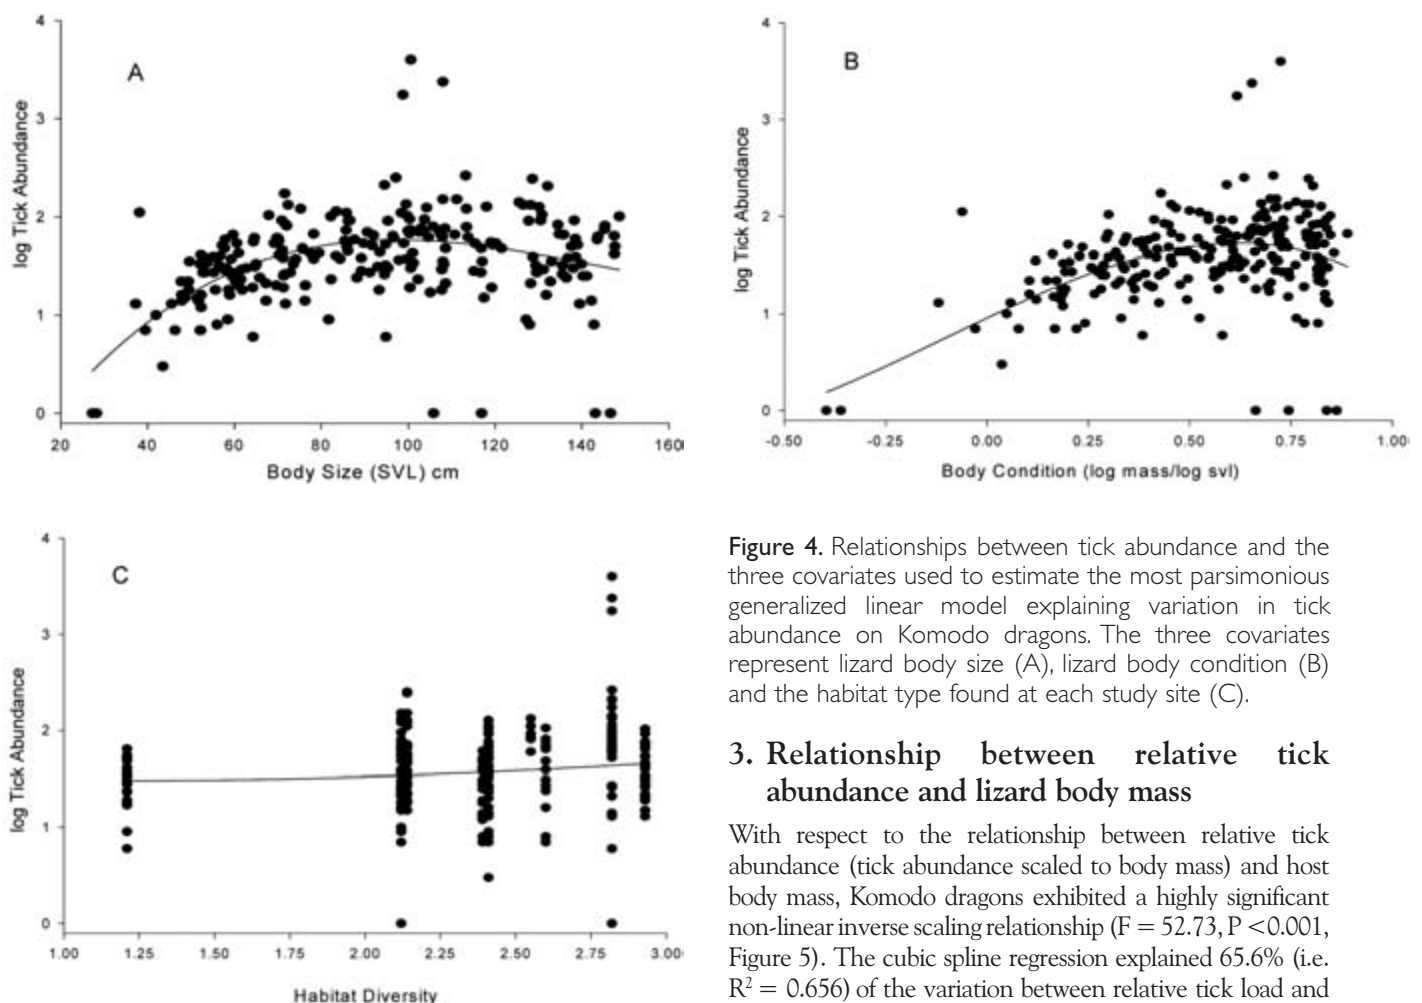 4
3
2
1
0
log Tick Abundance
A
20 40 60 80 100 120 140 160
Body Size (SVL) cm
4
3
2
1
0
log Tick Abundance
B
-0.50 -0.25 0.00 0.25 0.50 0.75 1.00
Body Condition (log mass/log svl)
4
3
2
1
0
log Tick Abundance
C
1.00 1.25 1.50 1.75 2.00 2.25 2.50 2.75 3.00
Habitat Diversity
Figure 4. Relationships between tick abundance and the
three covariates used to estimate the most parsimonious
generalized linear model explaining variation in tick
abundance on Komodo dragons. The three covariates
represent lizard body size (A), lizard body condition (B)
and the habitat type found at each study site (C).
3. Relationship between relative tick
abundance and lizard body mass
With respect to the relationship between relative tick
abundance (tick abundance scaled to body mass) and host
body mass, Komodo dragons exhibited a highly significant
non-linear inverse scaling relationship (F = 52.73, P <0.001,
Figure 5). The cubic spline regression explained 65.6% (i.e.
R² = 0.656) of the variation between relative tick load and